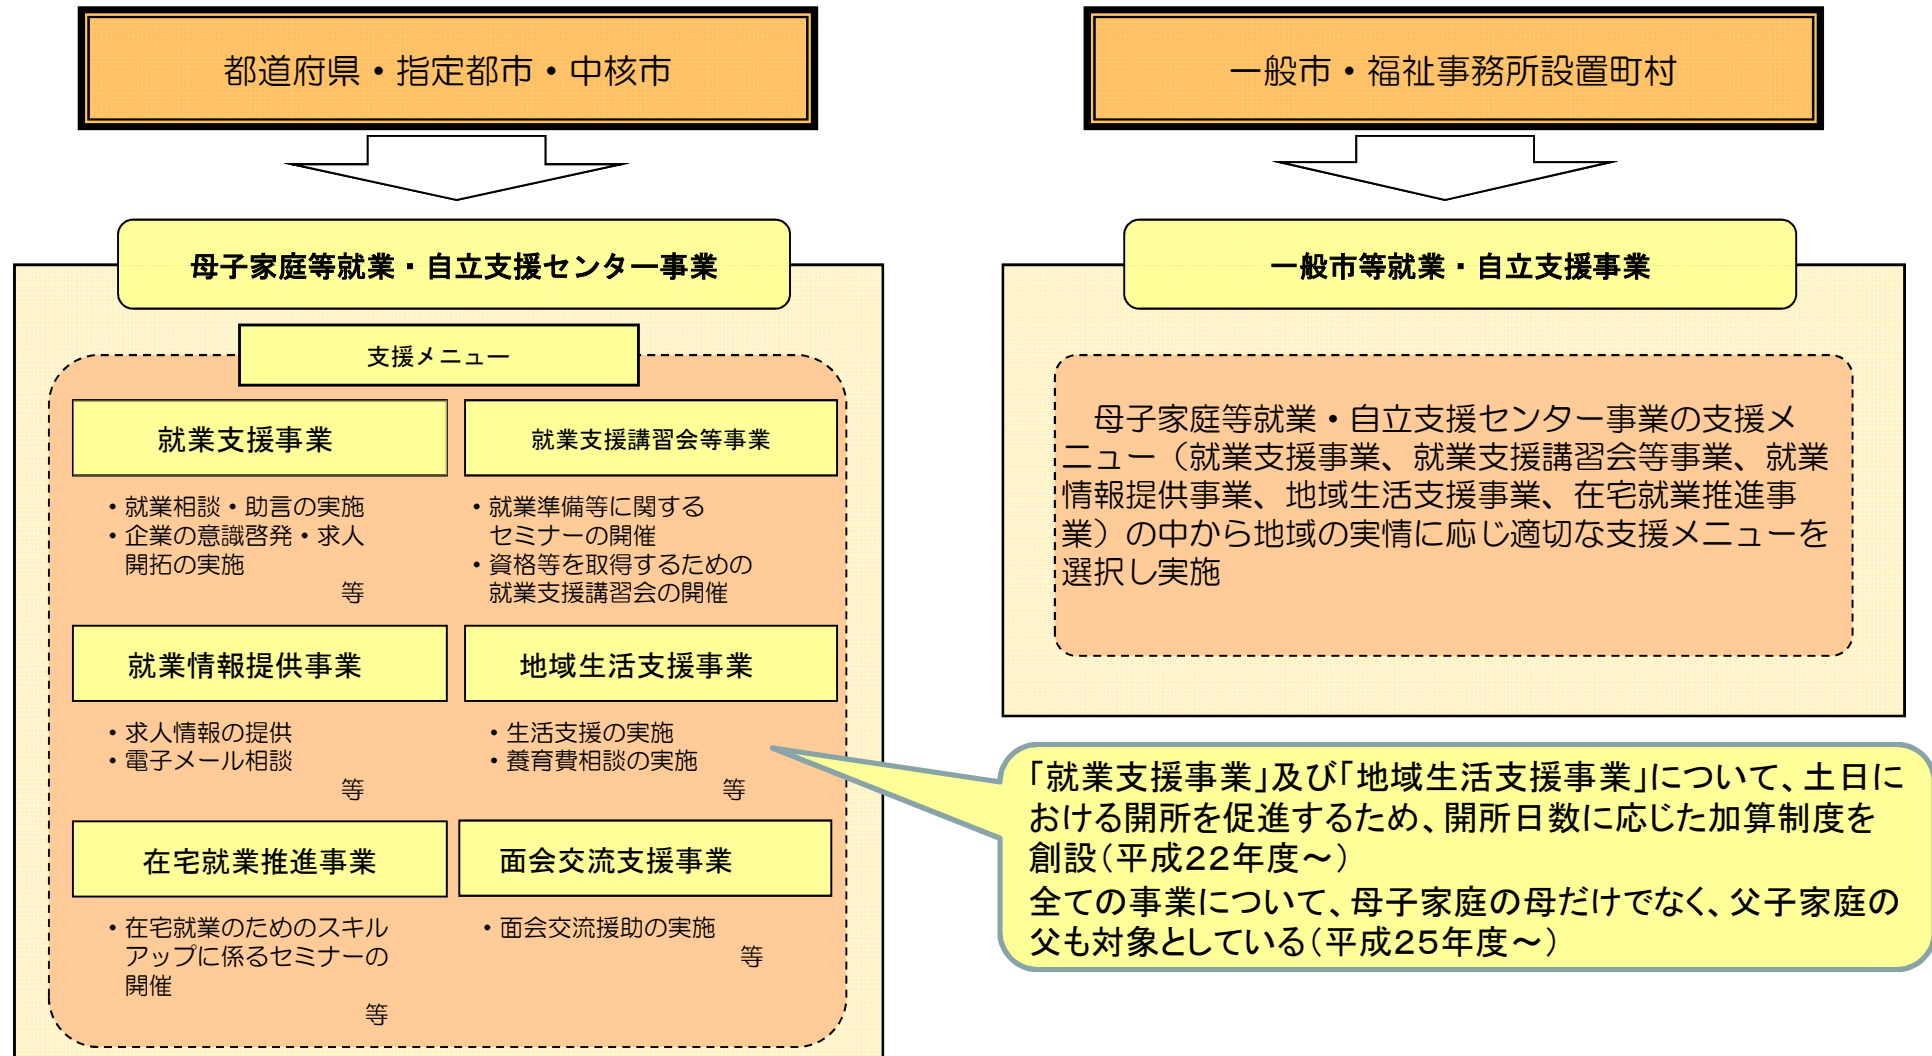 都道府県・指定都市・中核市
母子家庭等就業・自立支援センター事業
支援メニュー
就業支援事業
・就業相談・助言の実施
・企業の意識啓発・求人
開拓の実施
等
就業支援講習会等事業
・就業準備等に関する
セミナーの開催
・資格等を取得するための
就業支援講習会の開催
就業情報提供事業
・求人情報の提供
・電子メール相談
等
地域生活支援事業
・生活支援の実施
・養育費相談の実施
等
在宅就業推進事業
・在宅就業のためのスキル
アップに係るセミナーの
開催
等
面会交流支援事業
・面会交流援助の実施
等
一般市・福祉事務所設置町村
一般市等就業・自立支援事業
母子家庭等就業・自立支援センター事業の支援メ
ニュー（就業支援事業、就業支援講習会等事業、就業
情報提供事業、地域生活支援事業、在宅就業推進事
業）の中から地域の実情に応じ適切な支援メニューを
選択し実施
「就業支援事業」及び「地域生活支援事業」について、土日に
おける開所を促進するため、開所日数に応じた加算制度を
創設（平成２２年度～）
全ての事業について、母子家庭の母だけでなく、父子家庭の
父も対象としている（平成２５年度～）